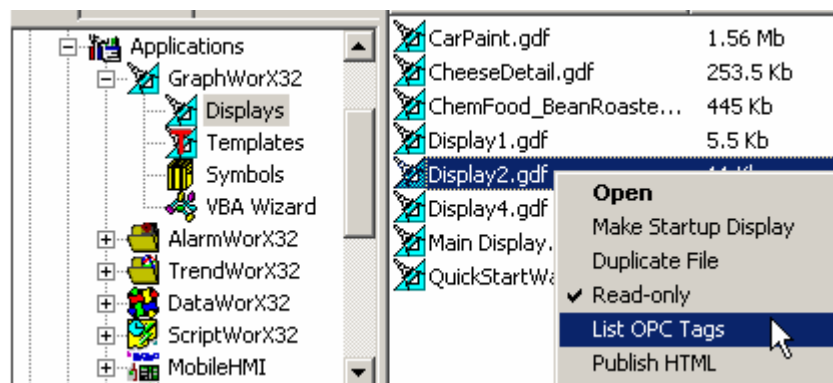 Applications
GraphWorX32
Displays
Templates
Symbols
VBA Wizard
AlarmWorX32
TrendWorX32
DataWorX32
ScriptWorX32
MobileHMI
CarPaint.gdf 1.56 Mb
CheeseDetail.gdf 253.5 Kb
ChemFood_BeanRoaste... 445 Kb
Display1.gdf 5.5 Kb
Display2.gdf
Display4.gdf
Main Display.
Open
Make Startup Display
Duplicate File
Read-only
List OPC Tags
Publish HTML